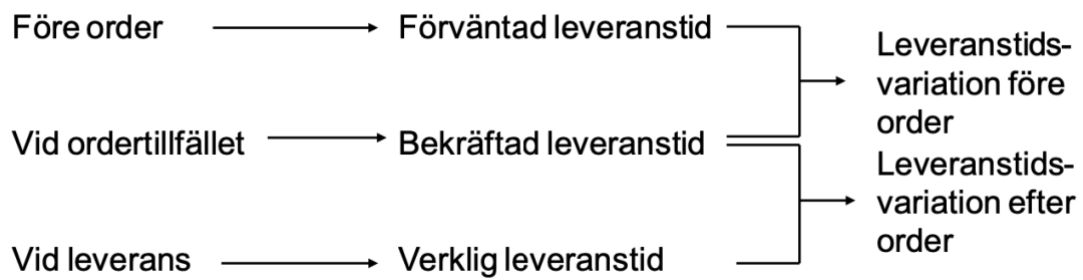 Före order
Förväntad leveranstid
Leveranstids-
variation före
order
Vid ordertillfället
Bekräftad leveranstid
Leveranstids-
variation efter
order
Vid leverans
Verklig leveranstid